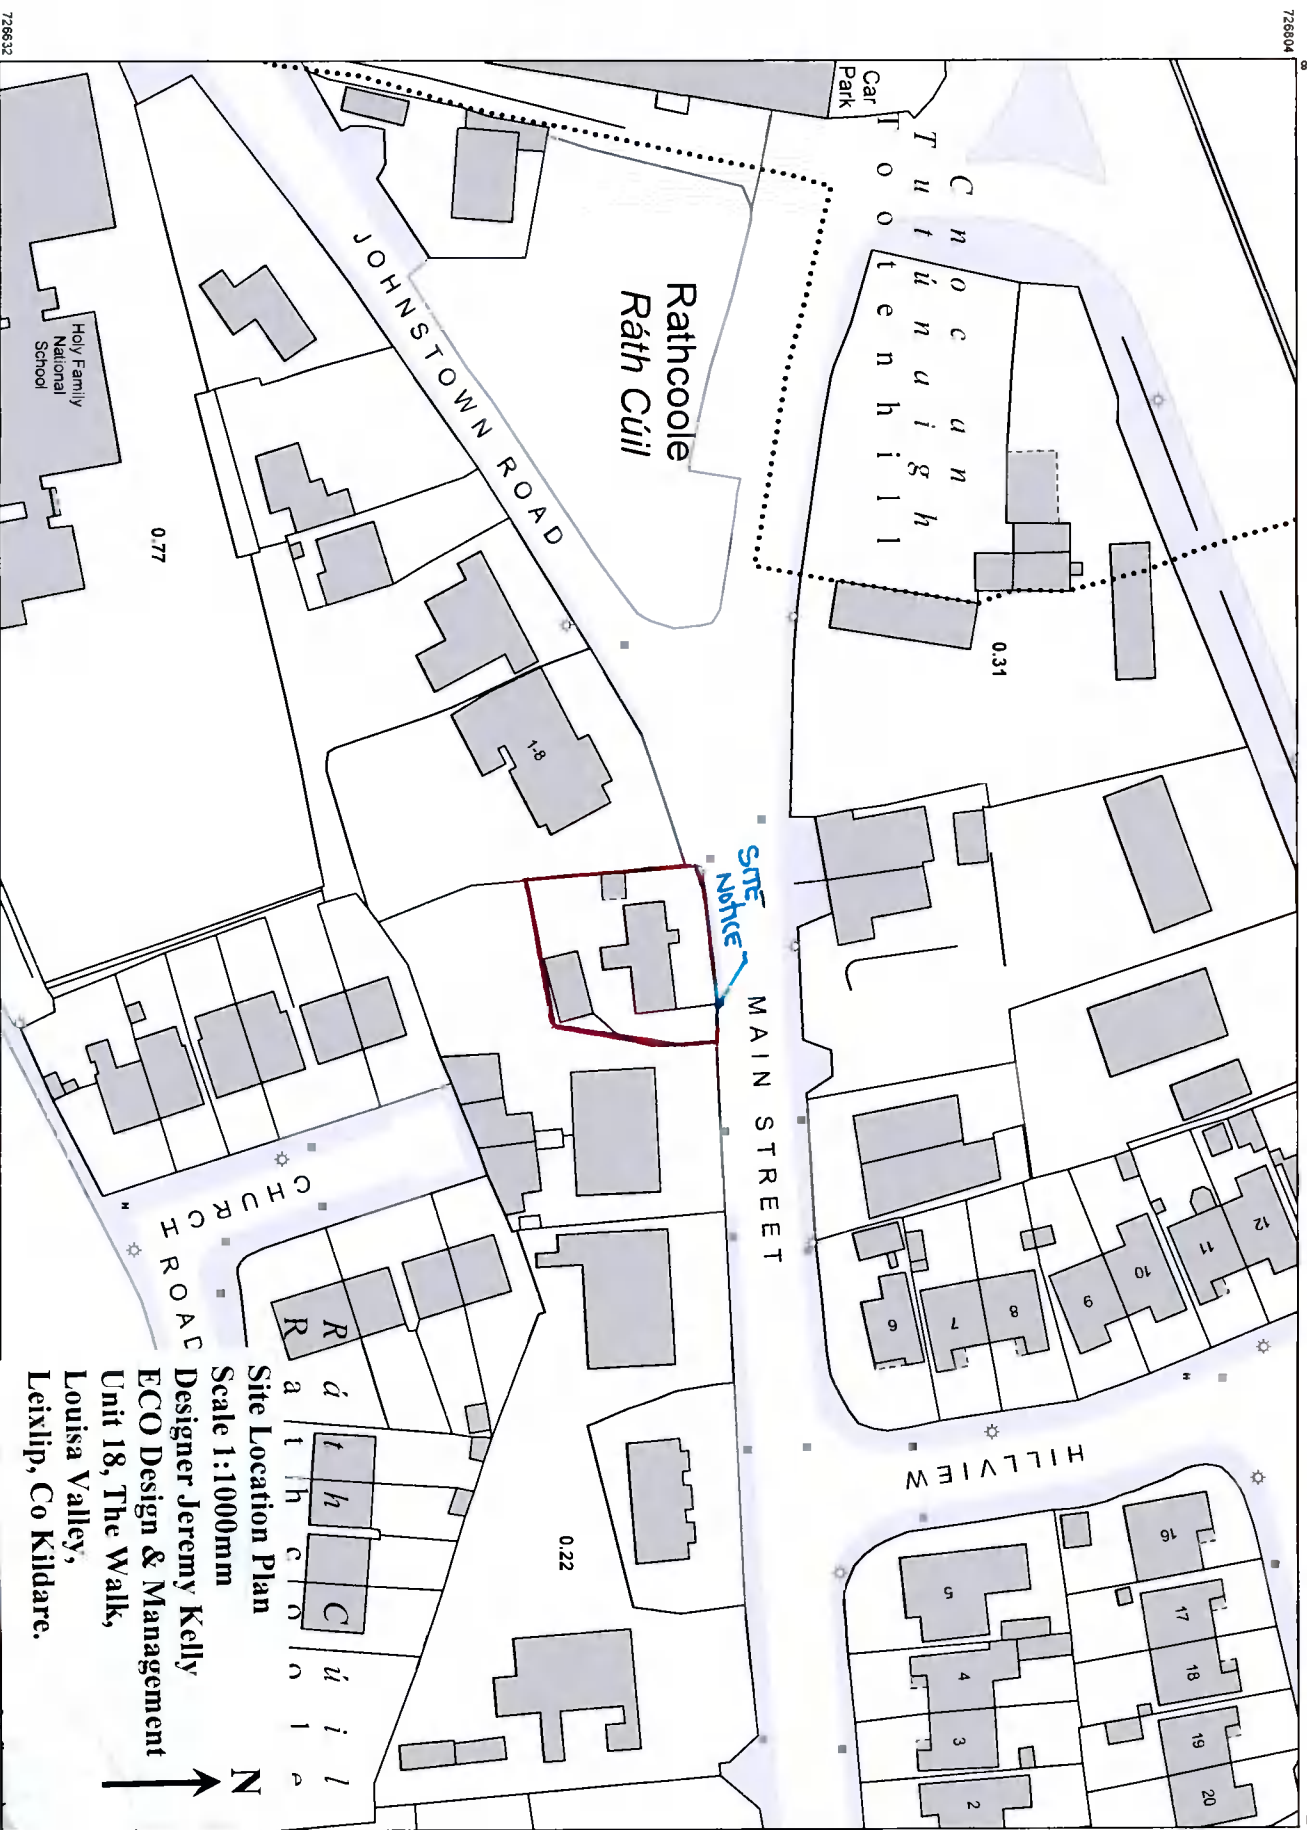 726632
726804
8
Car
Park
Cnoc an
Tutúnaigh
Tootenhill
JOHNSTOWN ROAD
Rathcoole
Ráth Cúil
Holy Family
National
School
0.77
0.31
1-8
SITE
NOTICE
MAIN STREET
CHURCH ROAD
HILLVIEW
12
11
10
9
8
7
6
16
17
18
19
20
5
4
3
2
0.22
H
H
Ráth Cúil
Rathcoole
Site Location Plan
Scale 1:1000mm
Designer Jeremy Kelly
ECO Design & Management
Unit 18, The Walk,
Louisa Valley,
Leixlip, Co Kildare.
N